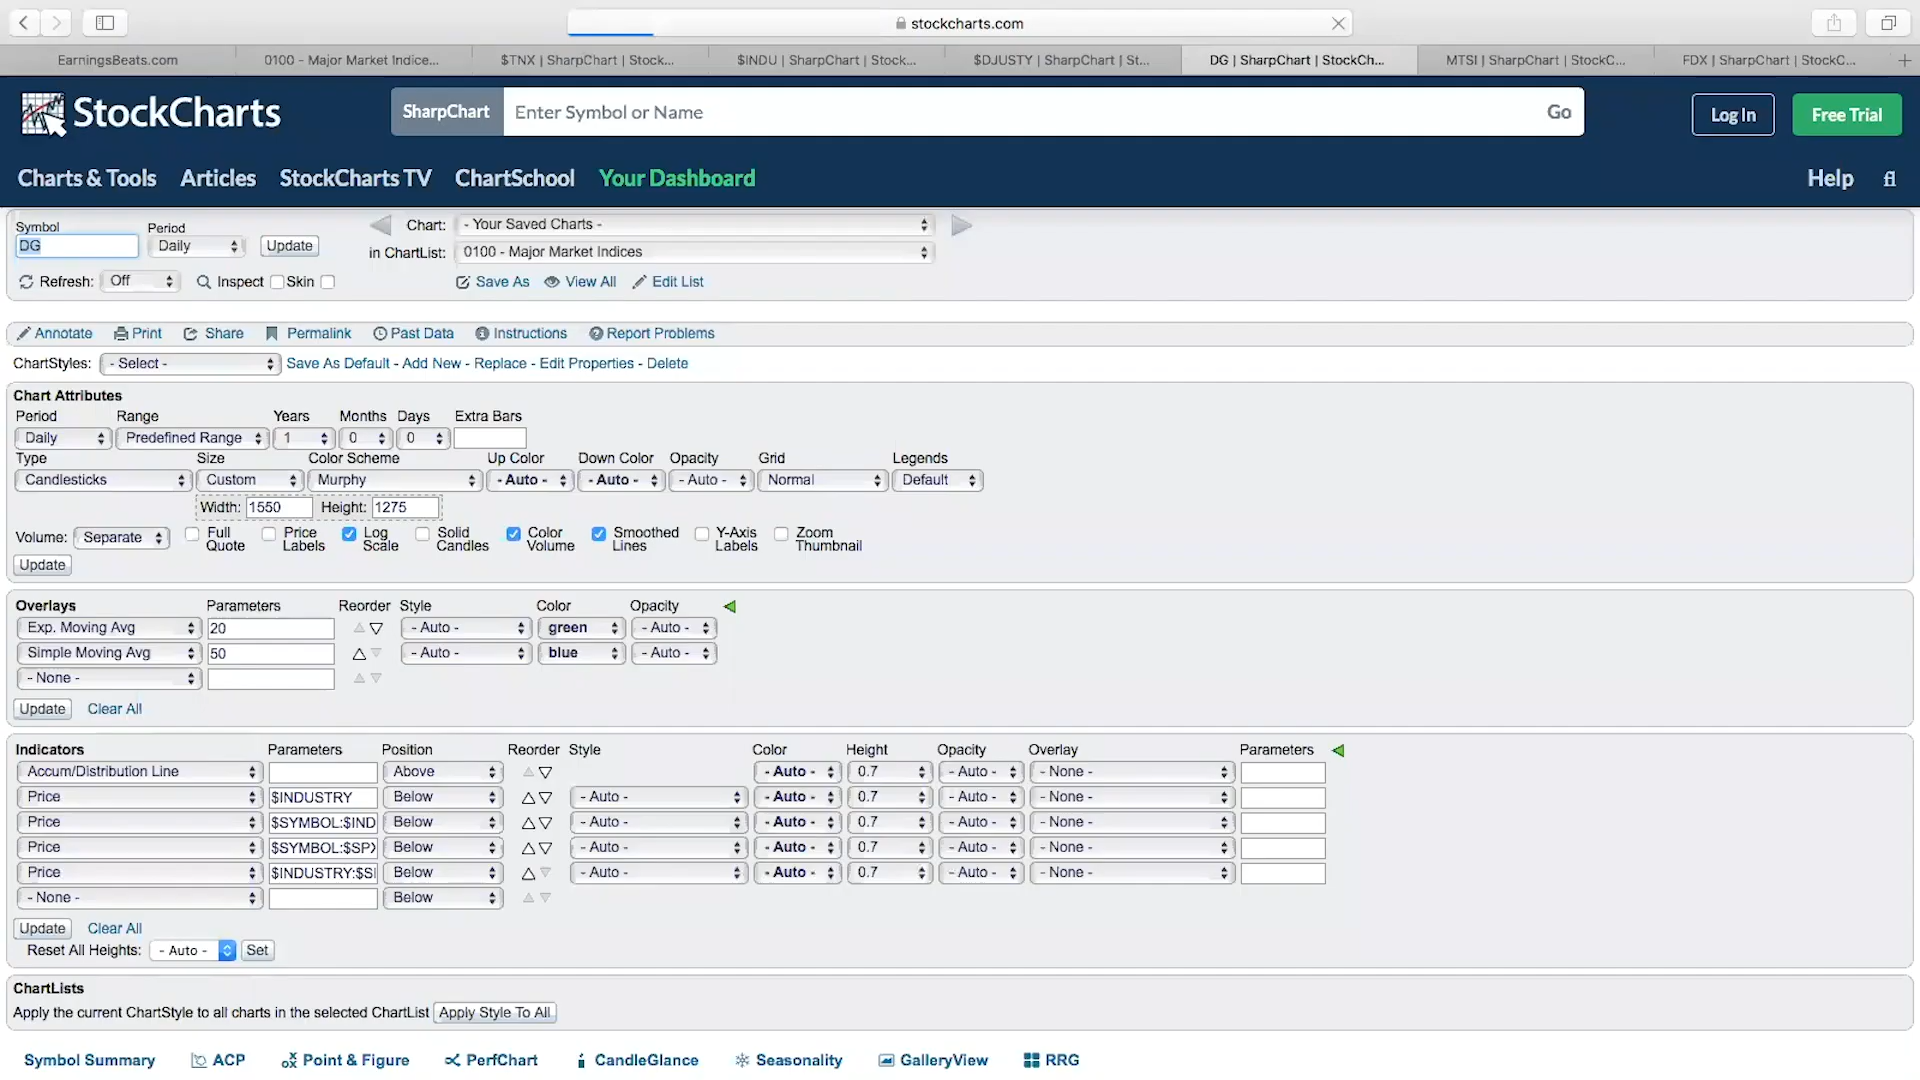 stockcharts.com
EarningsBeats.com
0100 - Major Market Indice...
$TNX | SharpChart | Stock...
$INDU | SharpChart | Stock...
$DJUSTY | SharpChart | St...
DG | SharpChart | StockCh...
MTSI | SharpChart | StockC...
FDX | SharpChart | StockC...
StockCharts
SharpChart
Enter Symbol or Name
Go
Log In
Free Trial
Charts & Tools
Articles
StockCharts TV
ChartSchool
Your Dashboard
Help
Symbol
Period
DG
Daily
Update
Chart:
- Your Saved Charts -
in ChartList:
0100 - Major Market Indices
Refresh:
Off
Inspect
Skin
Save As
View All
Edit List
Annotate
Print
Share
Permalink
Past Data
Instructions
Report Problems
ChartStyles:
- Select -
Save As Default - Add New - Replace - Edit Properties - Delete
Chart Attributes
Period Range Years Months Days Extra Bars
Daily Predefined Range 1 0 0
Type Size Color Scheme Up Color Down Color Opacity Grid Legends
Candlesticks Custom Murphy - Auto - - Auto - - Auto - Normal Default
Width: 1550 Height: 1275
Volume: Separate
Full Quote
Price Labels
Log Scale
Solid Candles
Color Volume
Smoothed Lines
Y-Axis Labels
Zoom Thumbnail
Update
Overlays Parameters Reorder Style Color Opacity
Exp. Moving Avg 20 - Auto - green - Auto -
Simple Moving Avg 50 - Auto - blue - Auto -
- None -
Update Clear All
Indicators Parameters Position Reorder Style Color Height Opacity Overlay Parameters
Accum/Distribution Line Above - Auto - 0.7 - Auto - - None -
Price $INDUSTRY Below - Auto - - Auto - 0.7 - Auto - - None -
Price $SYMBOL:$IND Below - Auto - - Auto - 0.7 - Auto - - None -
Price $SYMBOL:$SPX Below - Auto - - Auto - 0.7 - Auto - - None -
Price $INDUSTRY:$S Below - Auto - - Auto - 0.7 - Auto - - None -
- None - Below
Update Clear All
Reset All Heights: - Auto - Set
ChartLists
Apply the current ChartStyle to all charts in the selected ChartList Apply Style To All
Symbol Summary
ACP
Point & Figure
PerfChart
CandleGlance
Seasonality
GalleryView
RRG